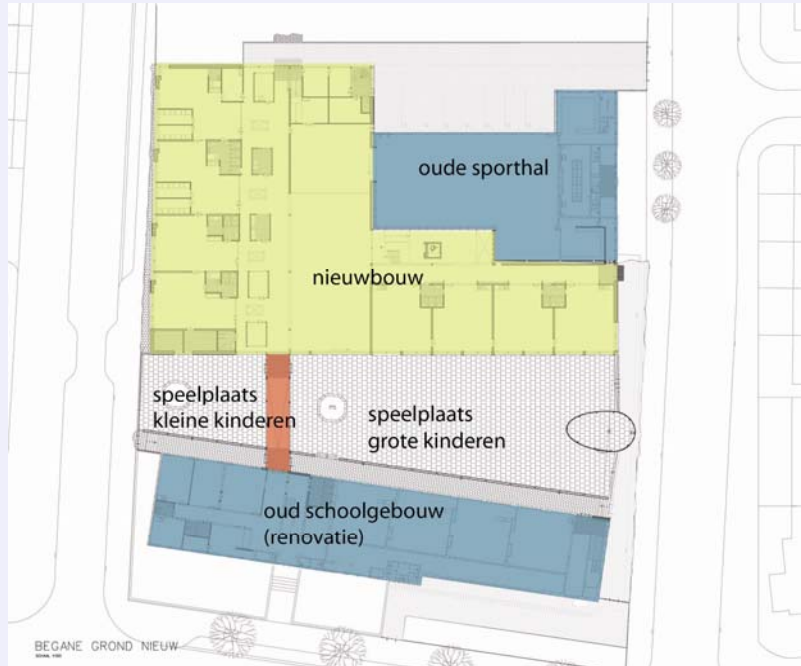 oude sporthal
nieuwbouw
speelplaats
kleine kinderen
speelplaats
grote kinderen
oud schoolgebouw
(renovatie)
BEGANE GROND NIEUW